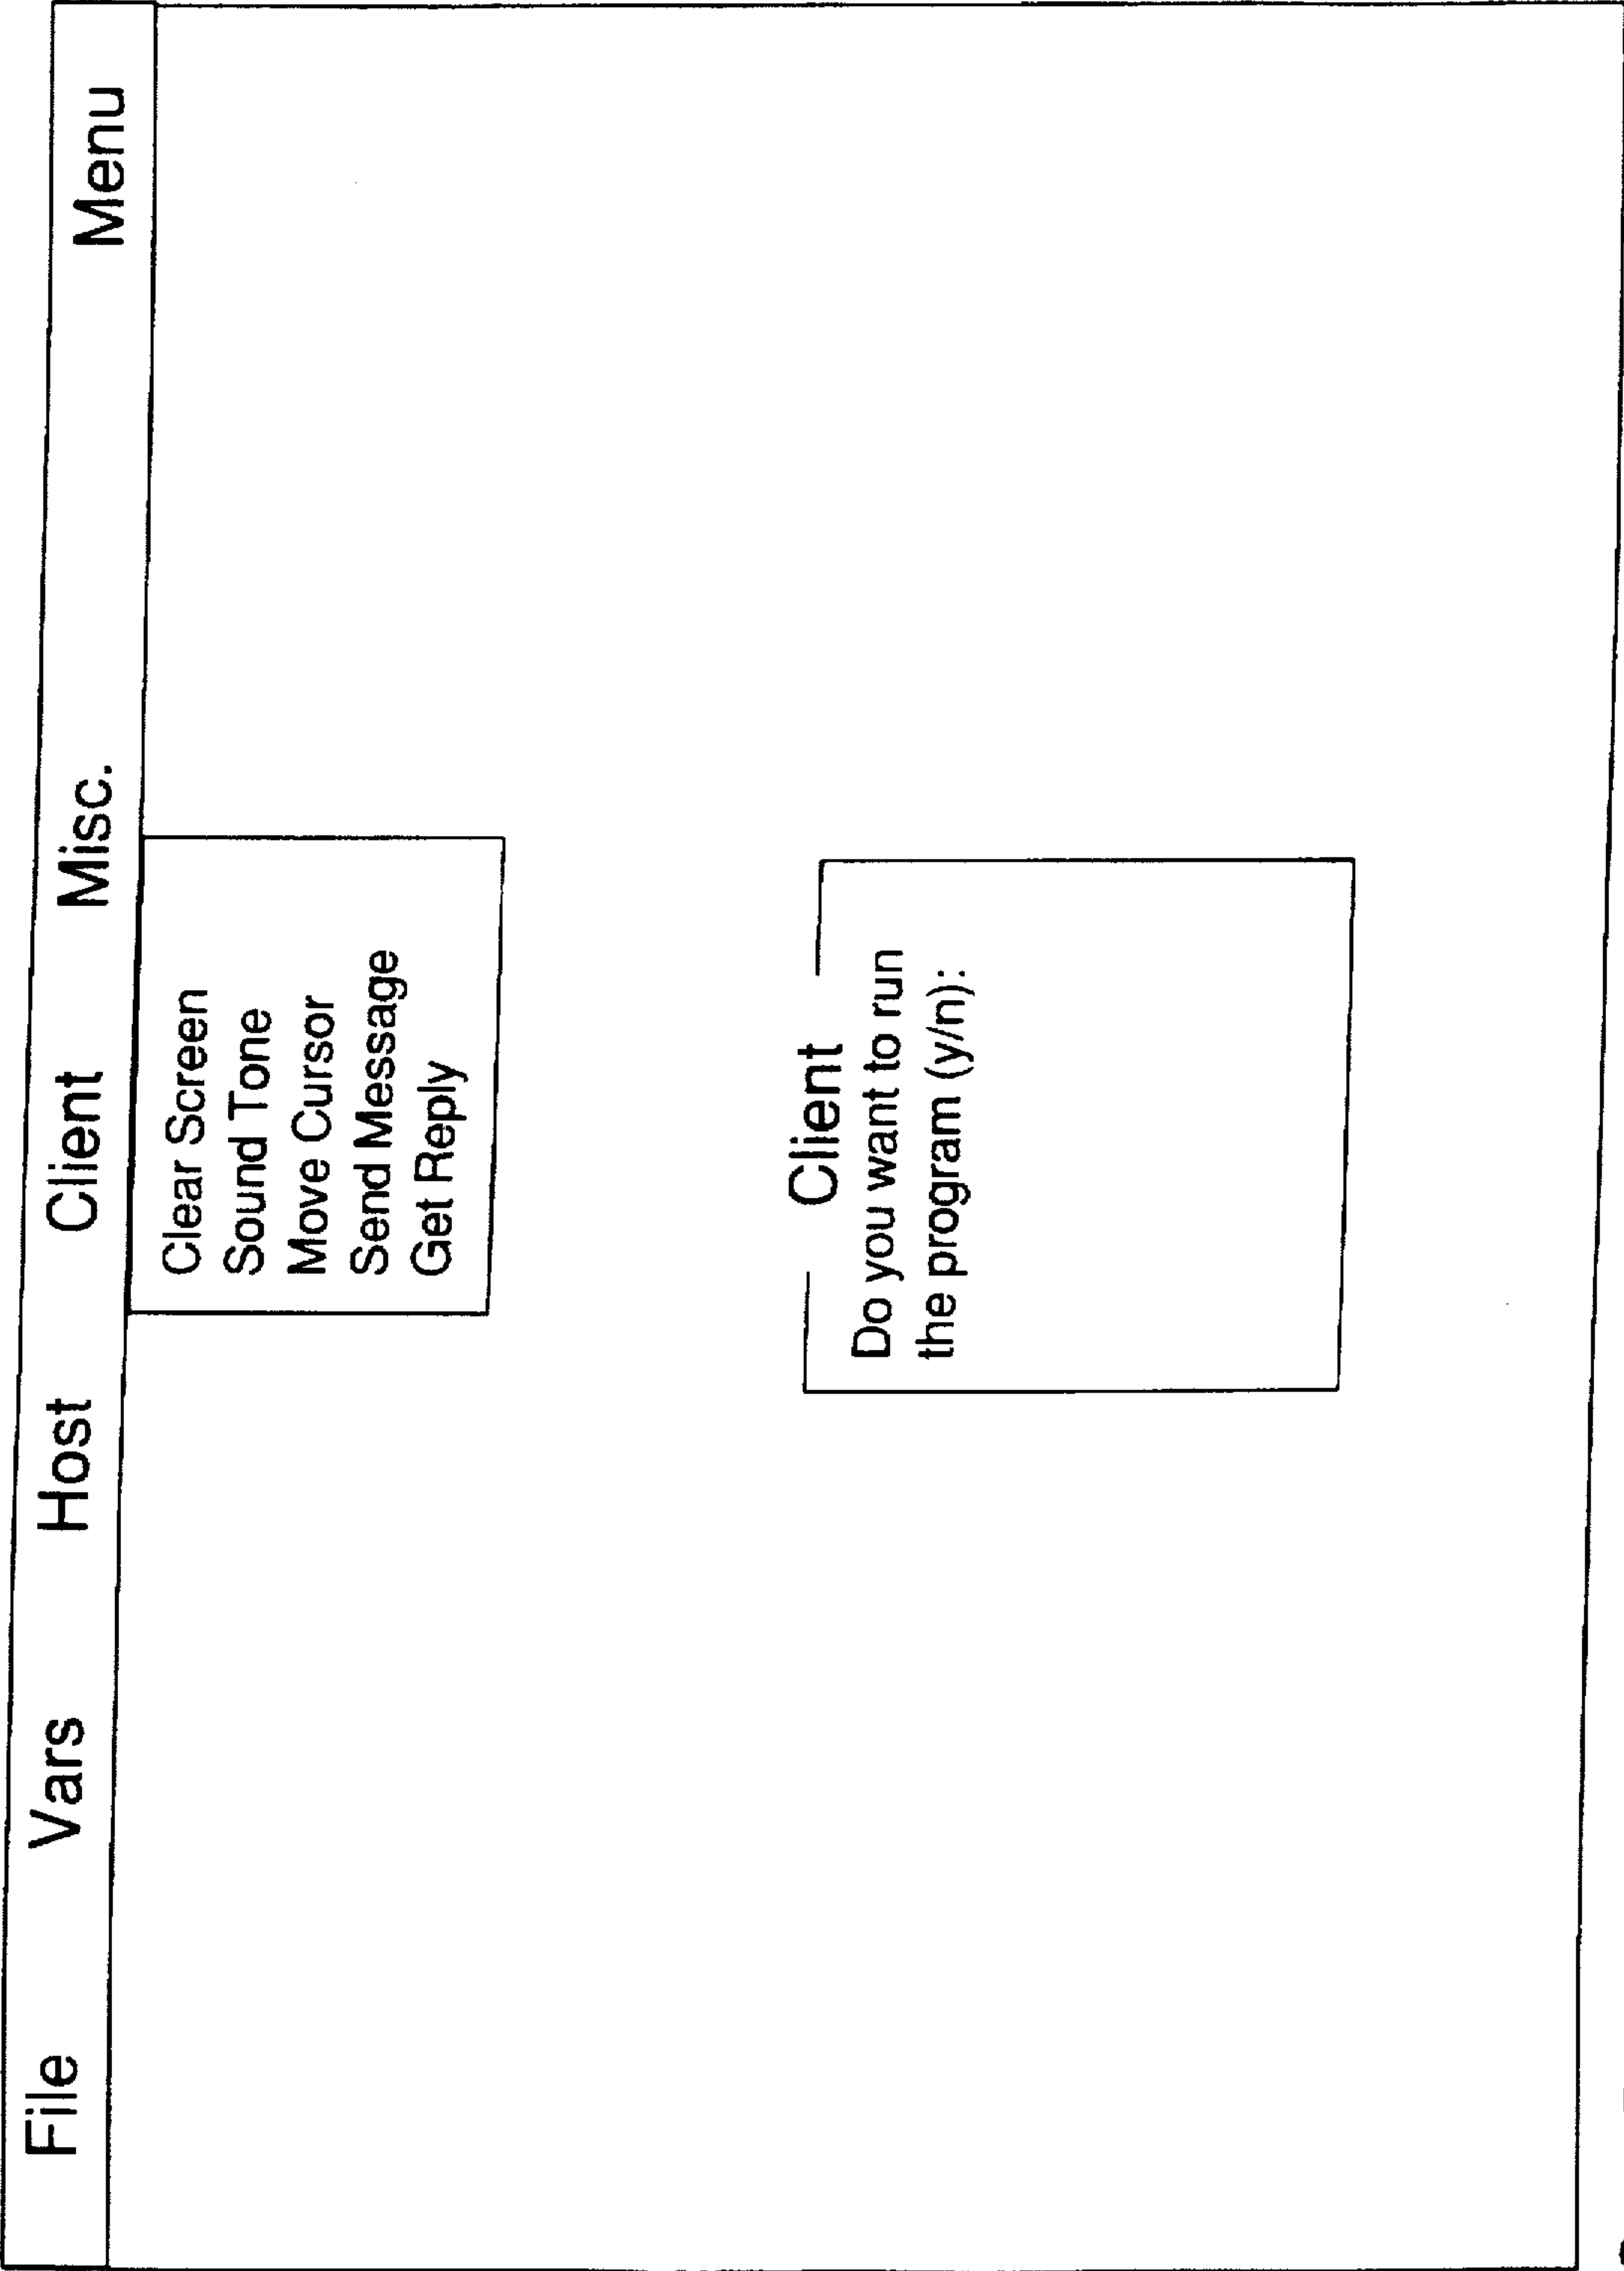 File Vars Host Client Misc. Menu
Clear Screen
Sound Tone
Move Cursor
Send Message
Get Reply
Client
Do you want to run
the program (y/n):